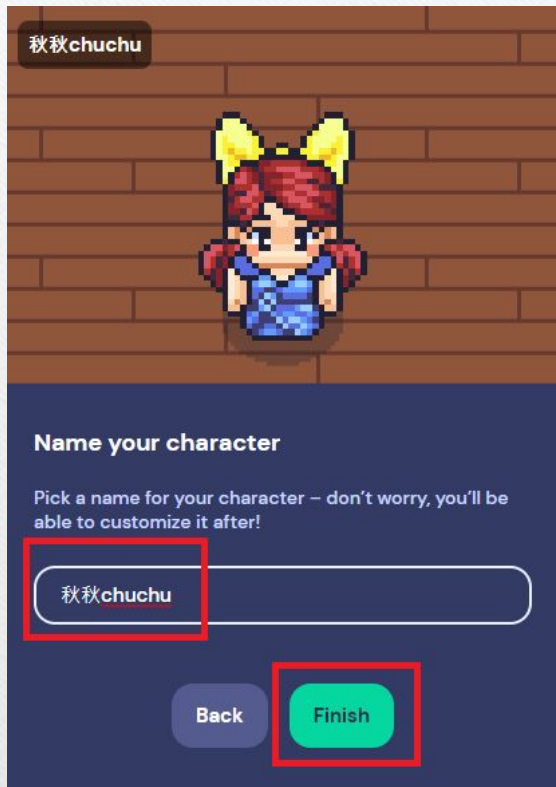 秋秋chuchu
Name your character
Pick a name for your character – don't worry, you'll be
able to customize it after!
秋秋chuchu
Back
Finish